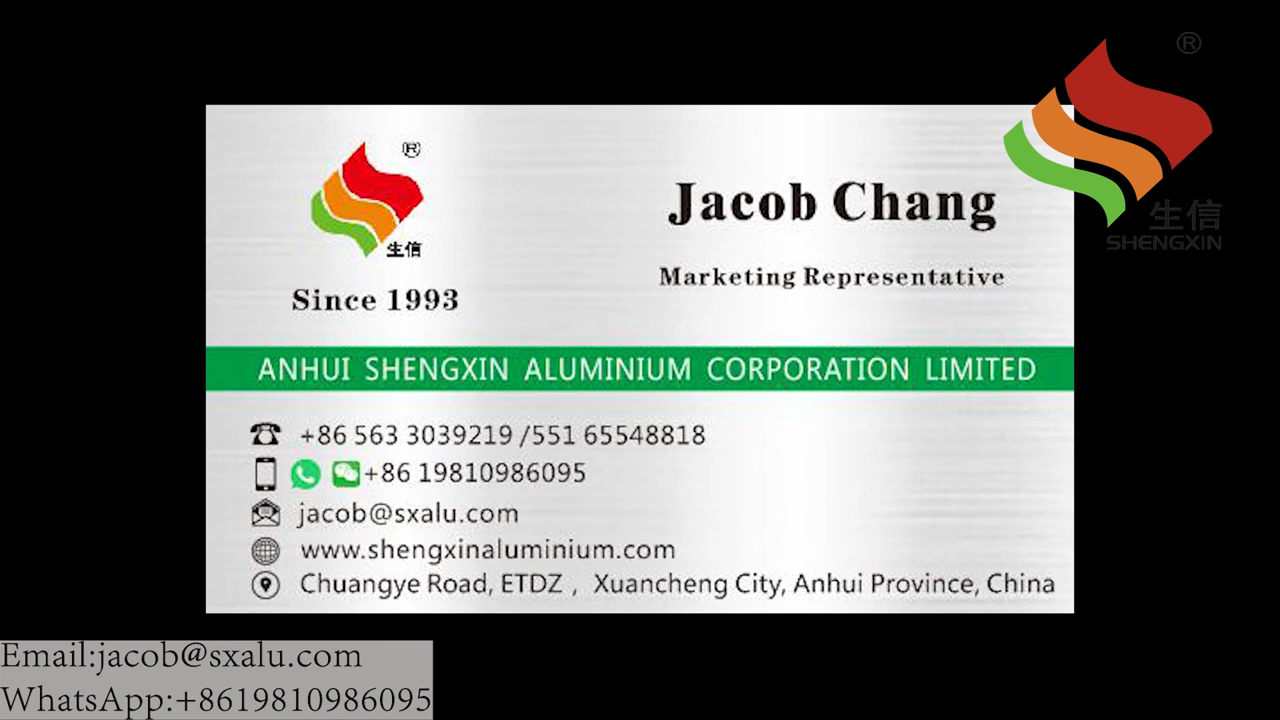 ®
生信
SHENGXIN
®
生信
Since 1993
Jacob Chang
Marketing Representative
ANHUI SHENGXIN ALUMINIUM CORPORATION LIMITED
+86 563 3039219 /551 65548818
+86 19810986095
jacob@sxalu.com
www.shengxinaluminium.com
Chuangye Road, ETDZ , Xuancheng City, Anhui Province, China
Email:jacob@sxalu.com
WhatsApp:+8619810986095